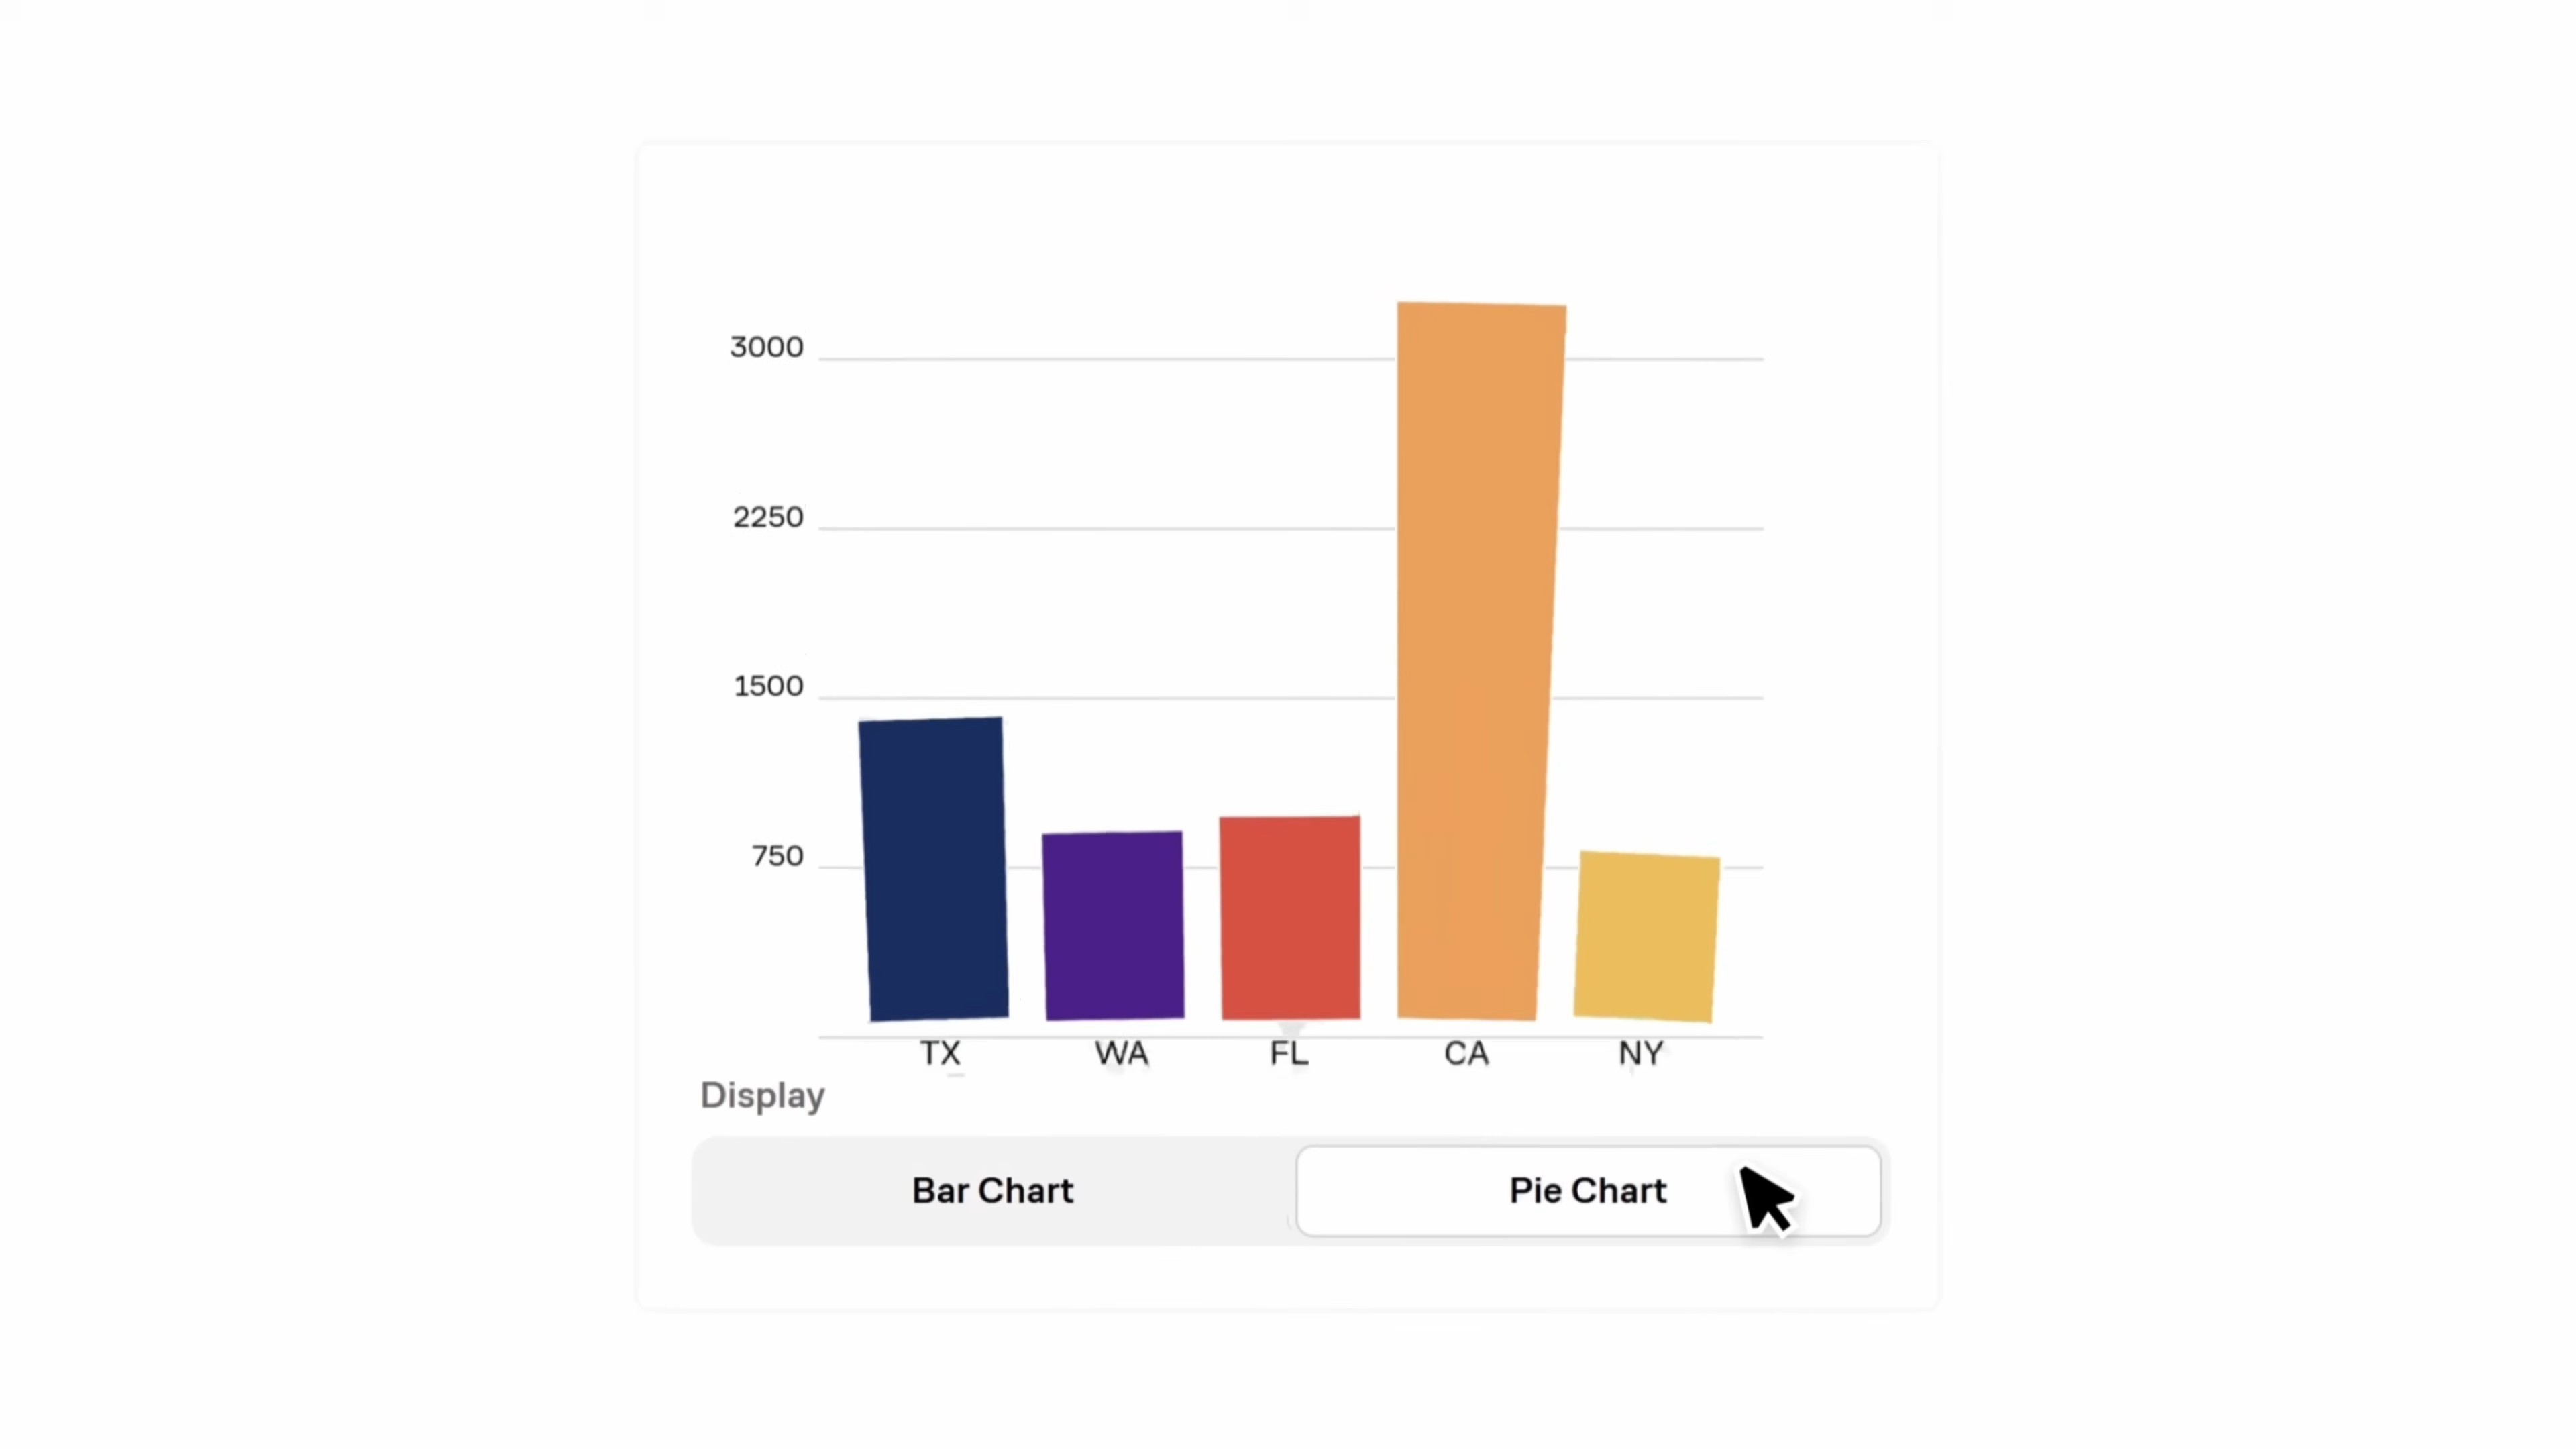 3000
2250
1500
750
TX WA FL CA NY
Display
Bar Chart Pie Chart